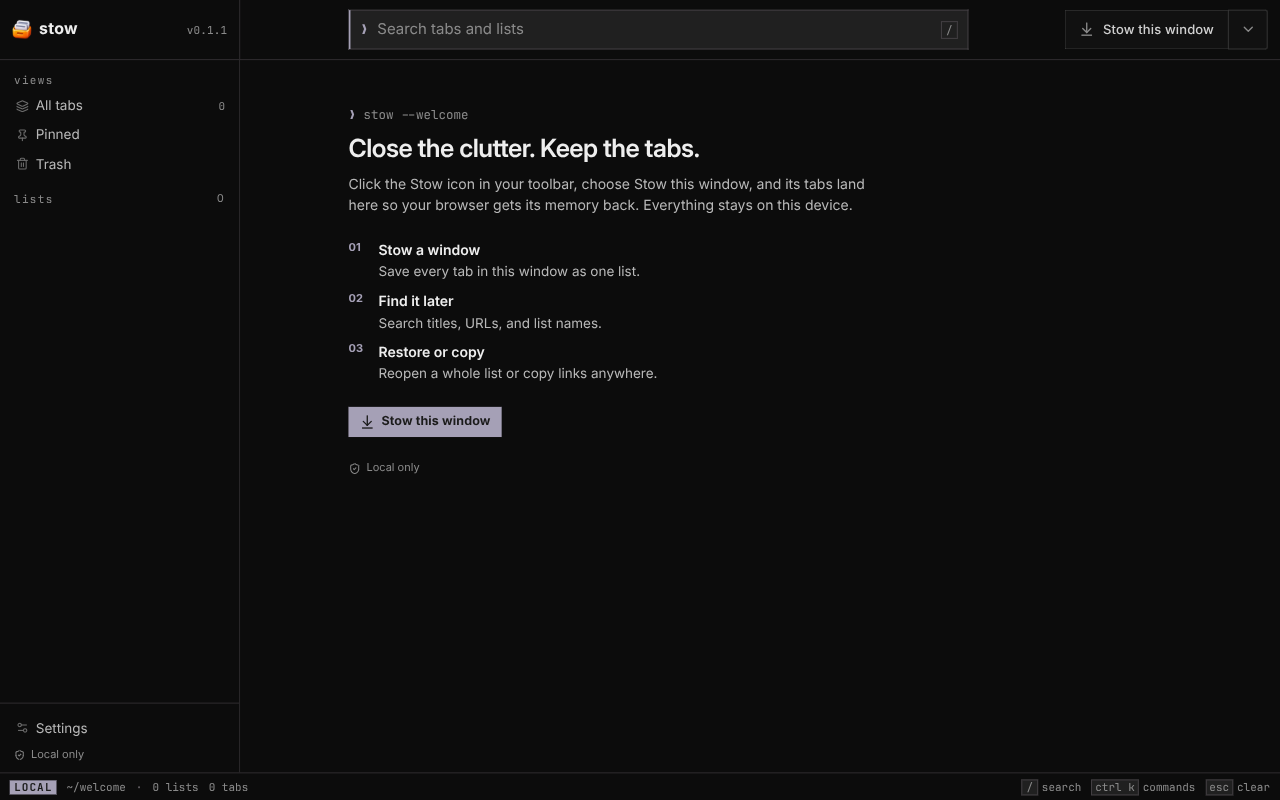 stow
v0.1.1
Search tabs and lists
/
Stow this window
views
All tabs
0
Pinned
Trash
lists
0
Settings
Local only
❯ stow --welcome
Close the clutter. Keep the tabs.
Click the Stow icon in your toolbar, choose Stow this window, and its tabs land
here so your browser gets its memory back. Everything stays on this device.
01
Stow a window
Save every tab in this window as one list.
02
Find it later
Search titles, URLs, and list names.
03
Restore or copy
Reopen a whole list or copy links anywhere.
Stow this window
Local only
LOCAL ~/welcome · 0 lists 0 tabs
/ search ctrl k commands esc clear